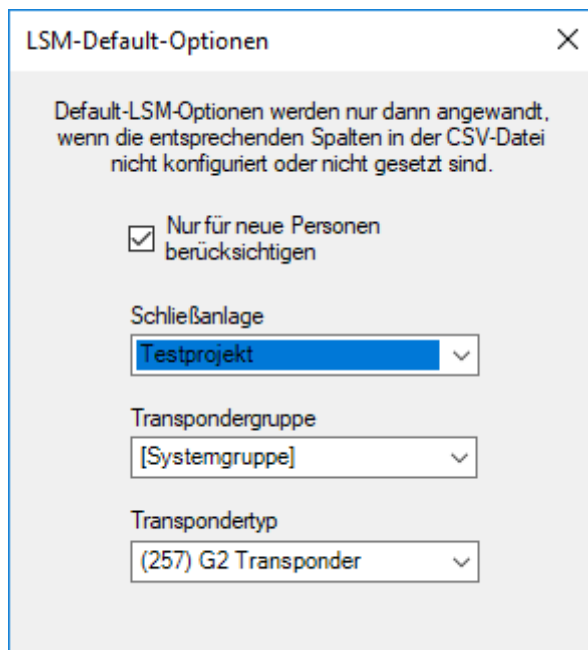 LSM-Default-Optionen
Default-LSM-Optionen werden nur dann angewandt,
wenn die entsprechenden Spalten in der CSV-Datei
nicht konfiguriert oder nicht gesetzt sind.
Nur für neue Personen
berücksichtigen
Schließanlage
Testprojekt
Transpondergruppe
[Systemgruppe]
Transpondertyp
(257) G2 Transponder